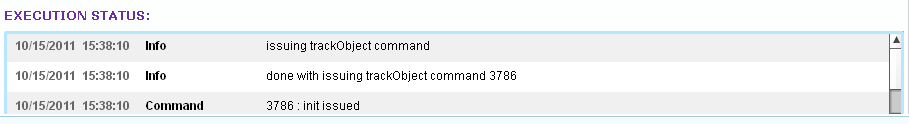 EXECUTION STATUS:
10/15/2011 15:38:10 Info issuing trackObject command
10/15/2011 15:38:10 Info done with issuing trackObject command 3786
10/15/2011 15:38:10 Command 3786 : init issued